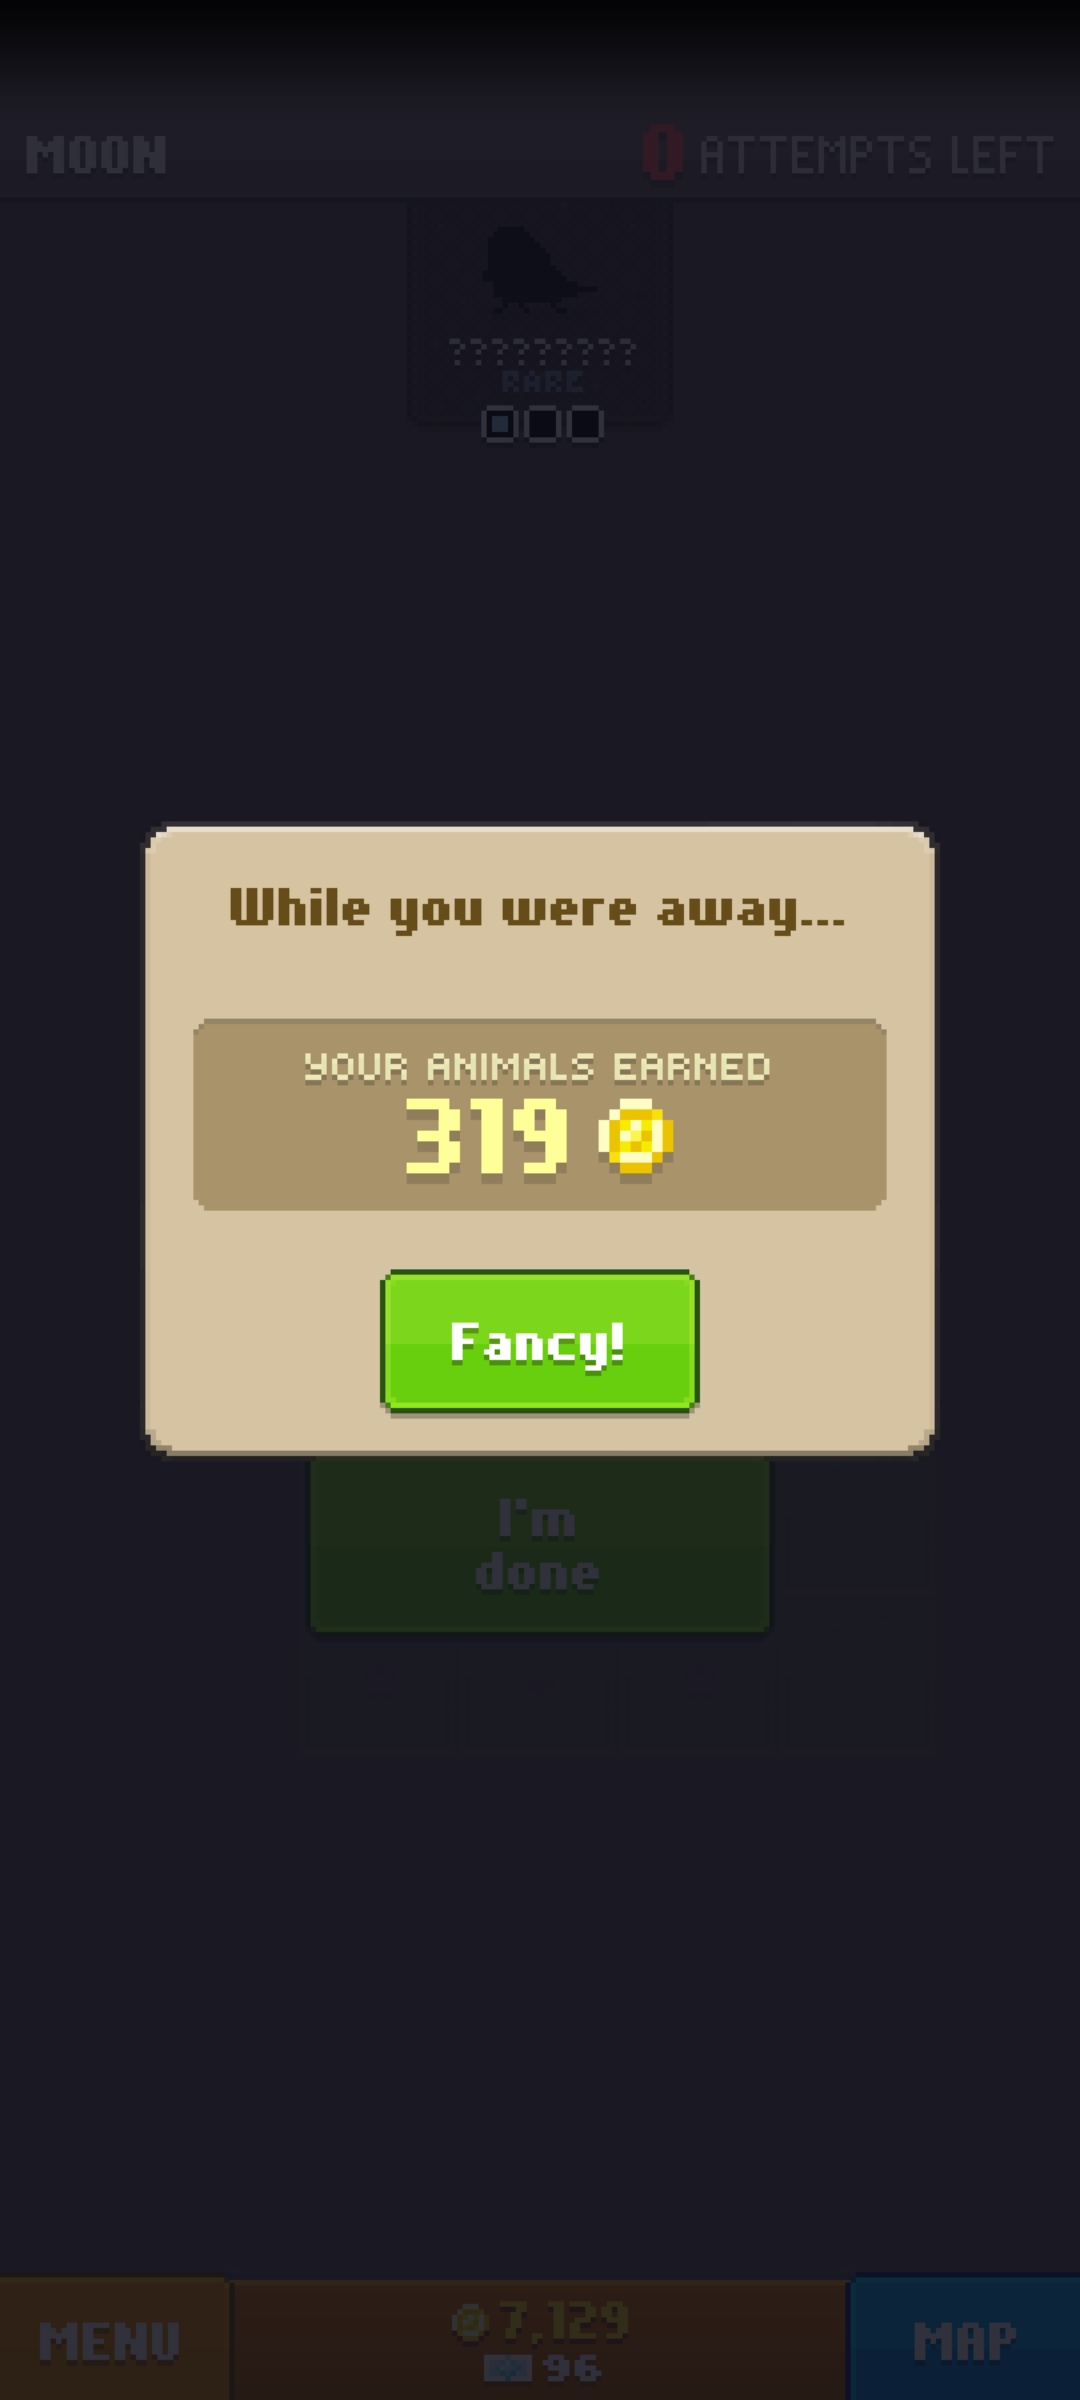 MOON
0 ATTEMPTS LEFT
?????????
RARE
While you were away...
YOUR ANIMALS EARNED
319
Fancy!
I'm
done
MENU
7,129
96
MAP